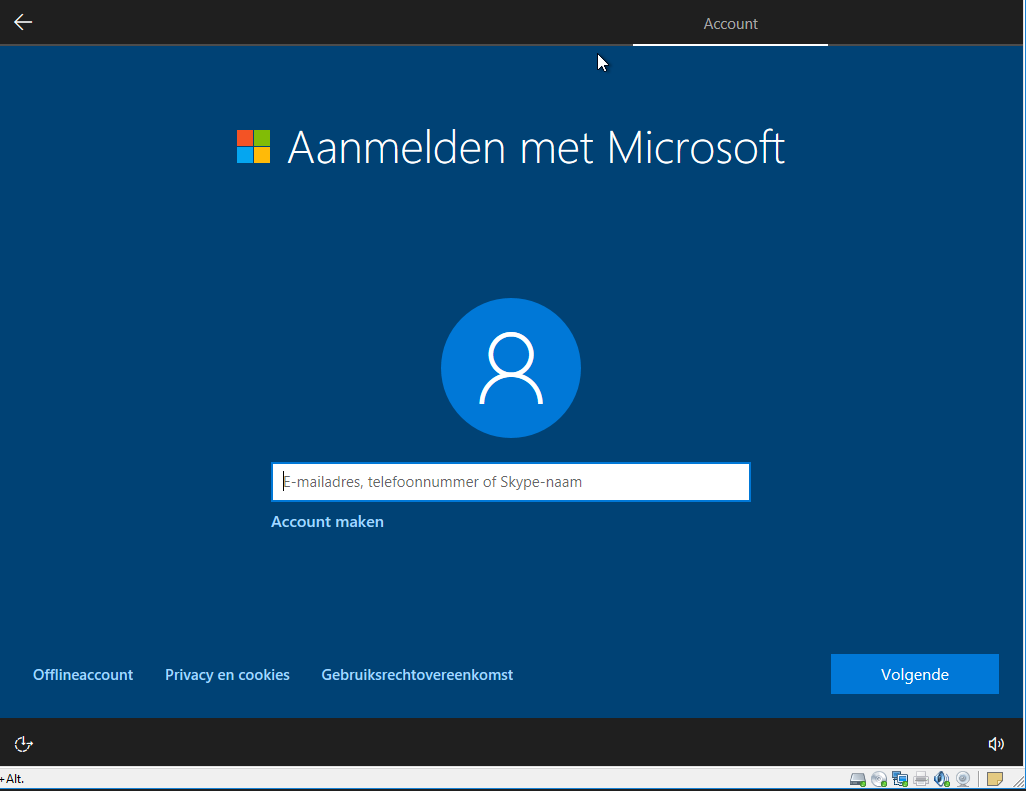 Account
Aanmelden met Microsoft
E-mailadres, telefoonnummer of Skype-naam
Account maken
Offlineaccount Privacy en cookies Gebruiksrechtovereenkomst Volgende
+Alt.